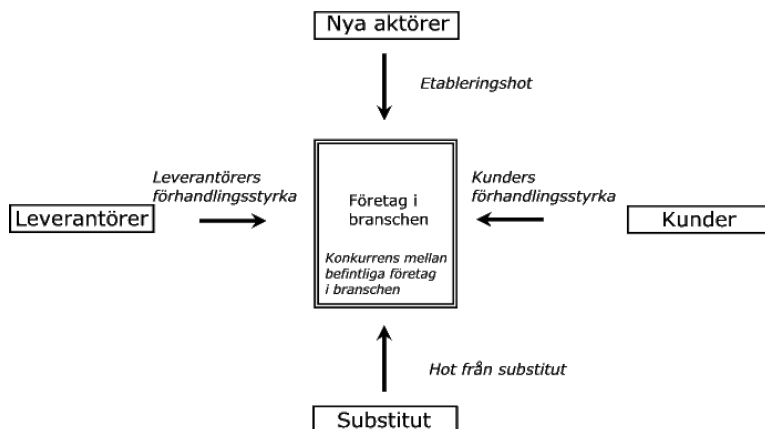 Nya aktörer
Etableringshot
Leverantörers
förhandlingsstyrka
Kunders
förhandlingsstyrka
Leverantörer
Företag i
branschen
Kunder
Konkurrens mellan
befintliga företag
i branschen
Hot från substitut
Substitut